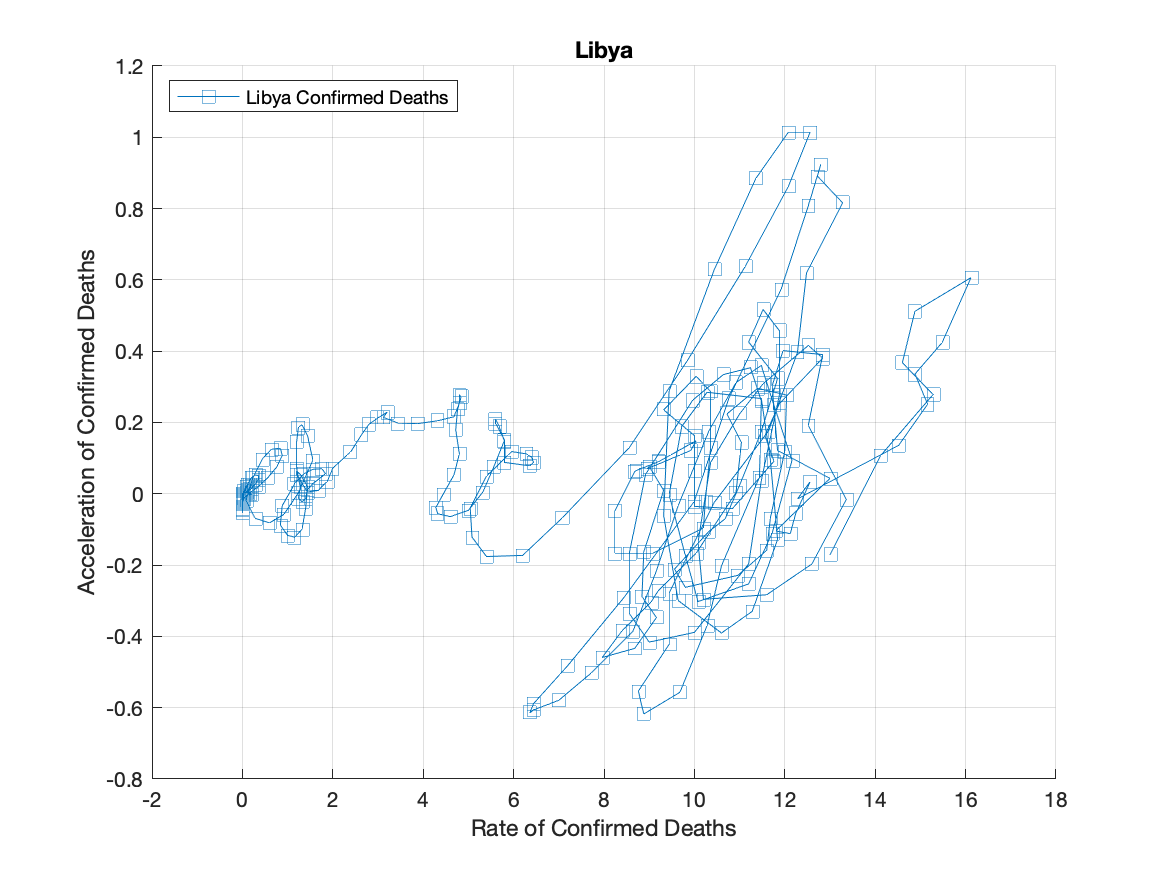 Libya
Libya Confirmed Deaths
1.2
1
0.8
0.6
0.4
0.2
0
-0.2
-0.4
-0.6
-0.8
Acceleration of Confirmed Deaths
-2 0 2 4 6 8 10 12 14 16 18
Rate of Confirmed Deaths